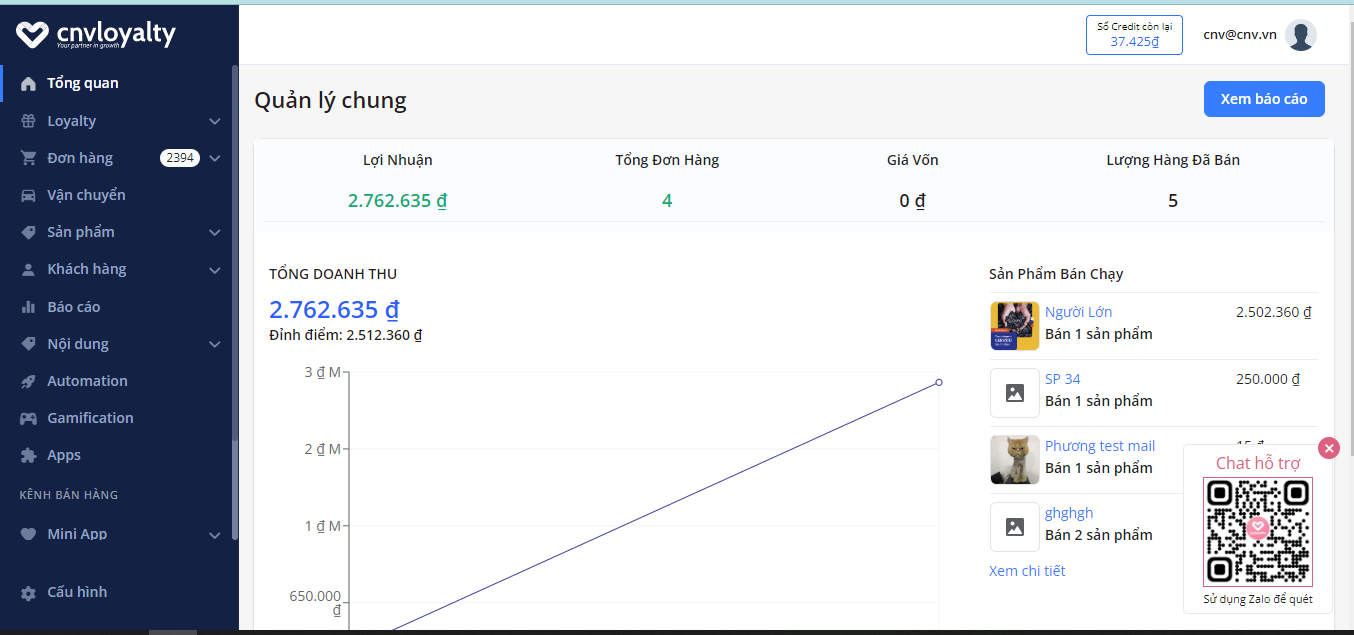 cnvloyalty
Your partner in growth
Số Credit còn lại
37.425₫
cnv@cnv.vn
Tổng quan
Loyalty
Đơn hàng 2394
Vận chuyển
Sản phẩm
Khách hàng
Báo cáo
Nội dung
Automation
Gamification
Apps
KÊNH BÁN HÀNG
Mini App
Cấu hình
Quản lý chung
Xem báo cáo
Lợi Nhuận
2.762.635 ₫
Tổng Đơn Hàng
4
Giá Vốn
0 ₫
Lượng Hàng Đã Bán
5
TỔNG DOANH THU
2.762.635 ₫
Đỉnh điểm: 2.512.360 ₫
3 ₫ M
2 ₫ M
1 ₫ M
650.000
₫
Sản Phẩm Bán Chạy
Người Lớn 2.502.360 ₫
Bán 1 sản phẩm
SP 34 250.000 ₫
Bán 1 sản phẩm
Phương test mail 15 ₫
Bán 1 sản phẩm
ghghgh
Bán 2 sản phẩm
Xem chi tiết
Chat hỗ trợ
Sử dụng Zalo để quét